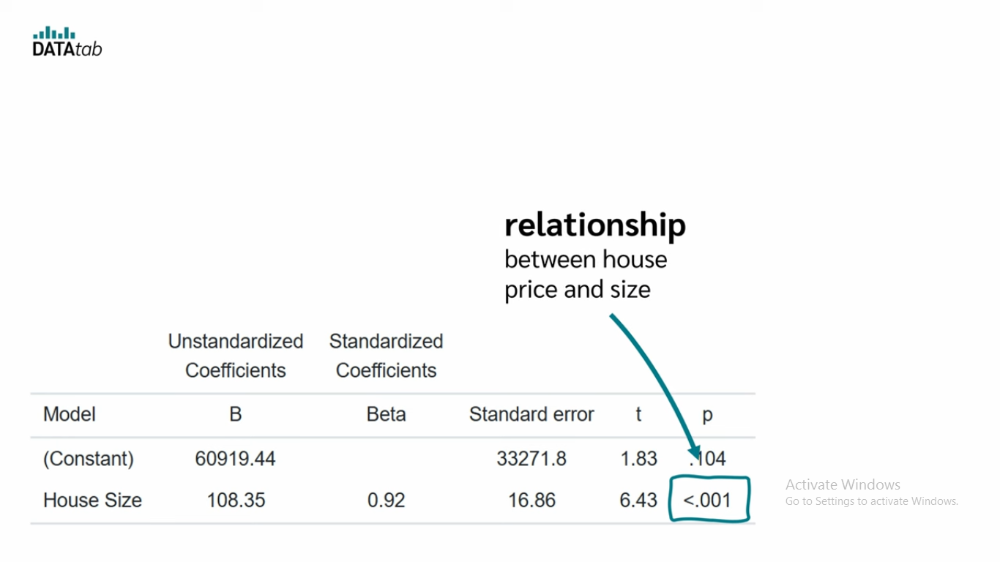 DATAtab
relationship
between house
price and size
Unstandardized Standardized
Coefficients Coefficients
Model B Beta Standard error t p
(Constant) 60919.44 33271.8 1.83 .104
House Size 108.35 0.92 16.86 6.43 <.001
Activate Windows
Go to Settings to activate Windows.